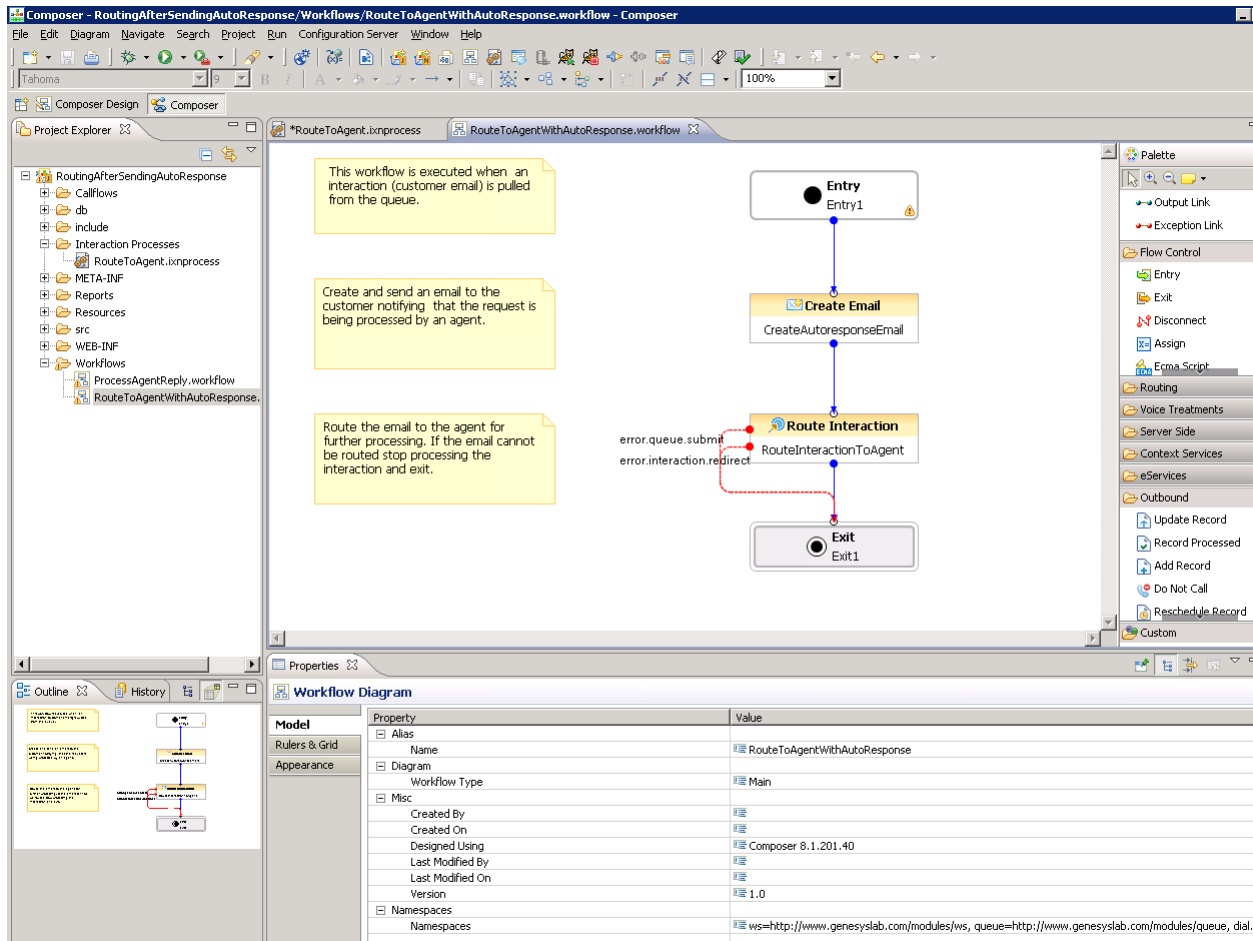 Composer - RoutingAfterSendingAutoResponse/Workflows/RouteToAgentWithAutoResponse.workflow - Composer
File Edit Diagram Navigate Search Project Run Configuration Server Window Help
Tahoma 9 B I A 100%
Composer Design Composer
Project Explorer
RoutingAfterSendingAutoResponse
Callflows
db
include
Interaction Processes
RouteToAgent.ixnprocess
META-INF
Reports
Resources
src
WEB-INF
Workflows
ProcessAgentReply.workflow
RouteToAgentWithAutoResponse.
*RouteToAgent.ixnprocess RouteToAgentWithAutoResponse.workflow
This workflow is executed when an
interaction (customer email) is pulled
from the queue.
Create and send an email to the
customer notifying that the request is
being processed by an agent.
Route the email to the agent for
further processing. If the email cannot
be routed stop processing the
interaction and exit.
Entry
Entry1
Create Email
CreateAutoresponseEmail
Route Interaction
RouteInteractionToAgent
error.queue.submit
error.interaction.redirect
Exit
Exit1
Palette
Output Link
Exception Link
Flow Control
Entry
Exit
Disconnect
Assign
Ecma Script
Routing
Voice Treatments
Server Side
Context Services
eServices
Outbound
Update Record
Record Processed
Add Record
Do Not Call
Reschedule Record
Custom
Outline History
Properties
Workflow Diagram
Model
Rulers & Grid
Appearance
Property Value
Alias
Name RouteToAgentWithAutoResponse
Diagram
Workflow Type Main
Misc
Created By
Created On
Designed Using Composer 8.1.201.40
Last Modified By
Last Modified On
Version 1.0
Namespaces
Namespaces ws=http://www.genesyslab.com/modules/ws, queue=http://www.genesyslab.com/modules/queue, dial.